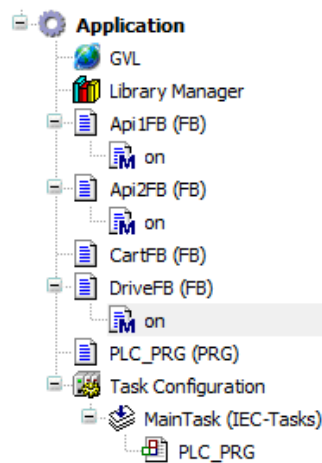 Application
GVL
Library Manager
Api1FB (FB)
M on
Api2FB (FB)
M on
CartFB (FB)
DriveFB (FB)
M on
PLC_PRG (PRG)
Task Configuration
MainTask (IEC-Tasks)
PLC_PRG